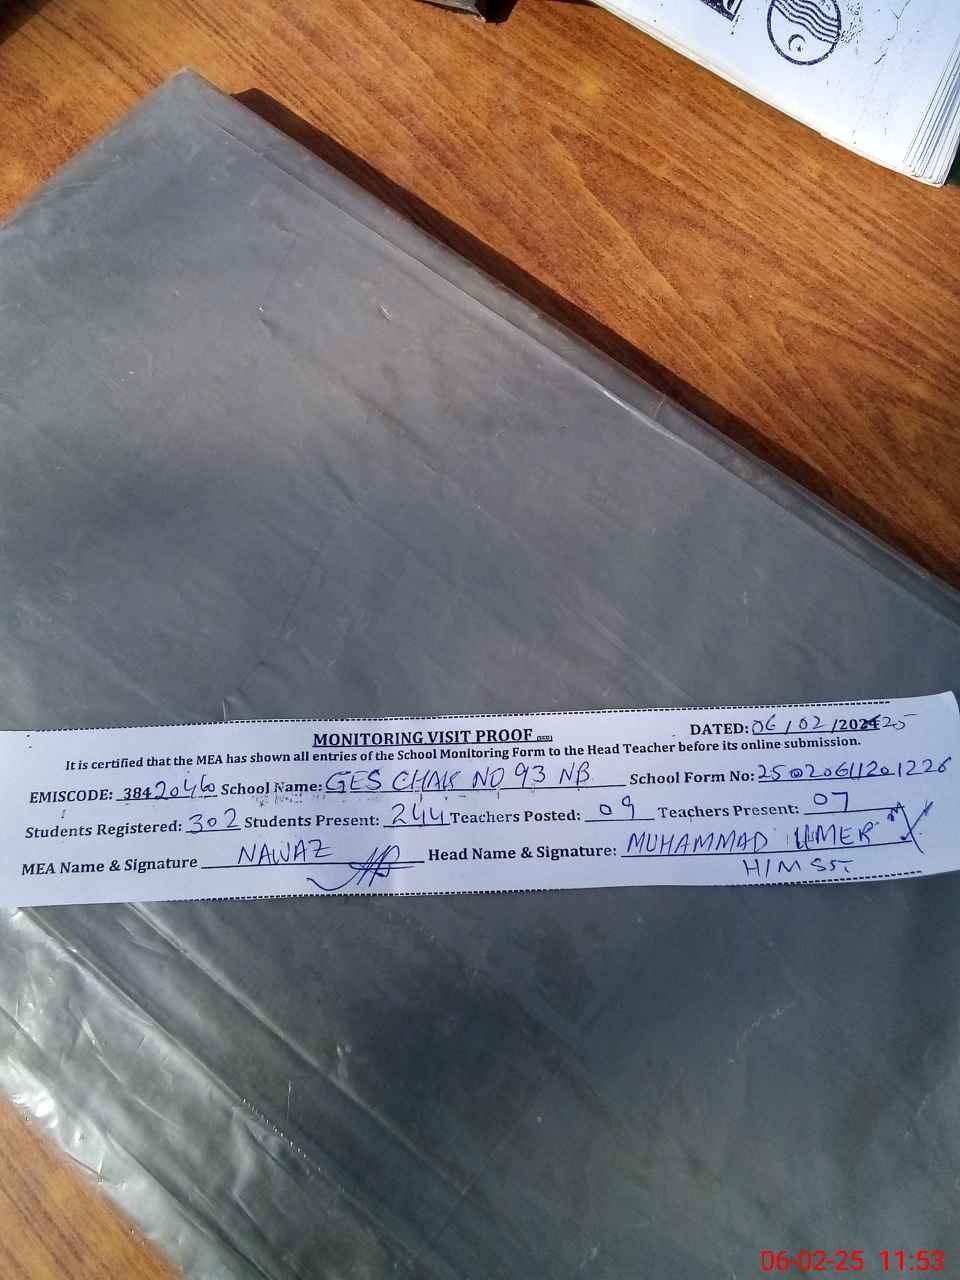 MONITORING VISIT PROOF
DATED: 06/02/202425
It is certified that the MEA has shown all entries of the School Monitoring Form to the Head Teacher before its online submission.
EMISCODE: 3842046 School Name: GES CHAK NO 93 NB School Form No: 25020611201226
Students Registered: 302 Students Present: 244 Teachers Posted: 09 Teachers Present: 07
MEA Name & Signature NAWAZ Head Name & Signature: MUHAMMAD UMER
H/M SST
06-02-25 11:53